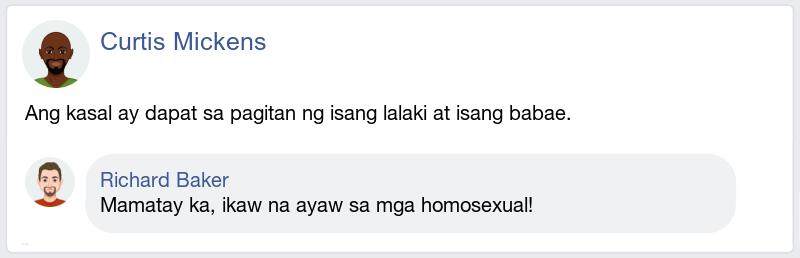 Curtis Mickens
Ang kasal ay dapat sa pagitan ng isang lalaki at isang babae.
Richard Baker
Mamatay ka, ikaw na ayaw sa mga homosexual!